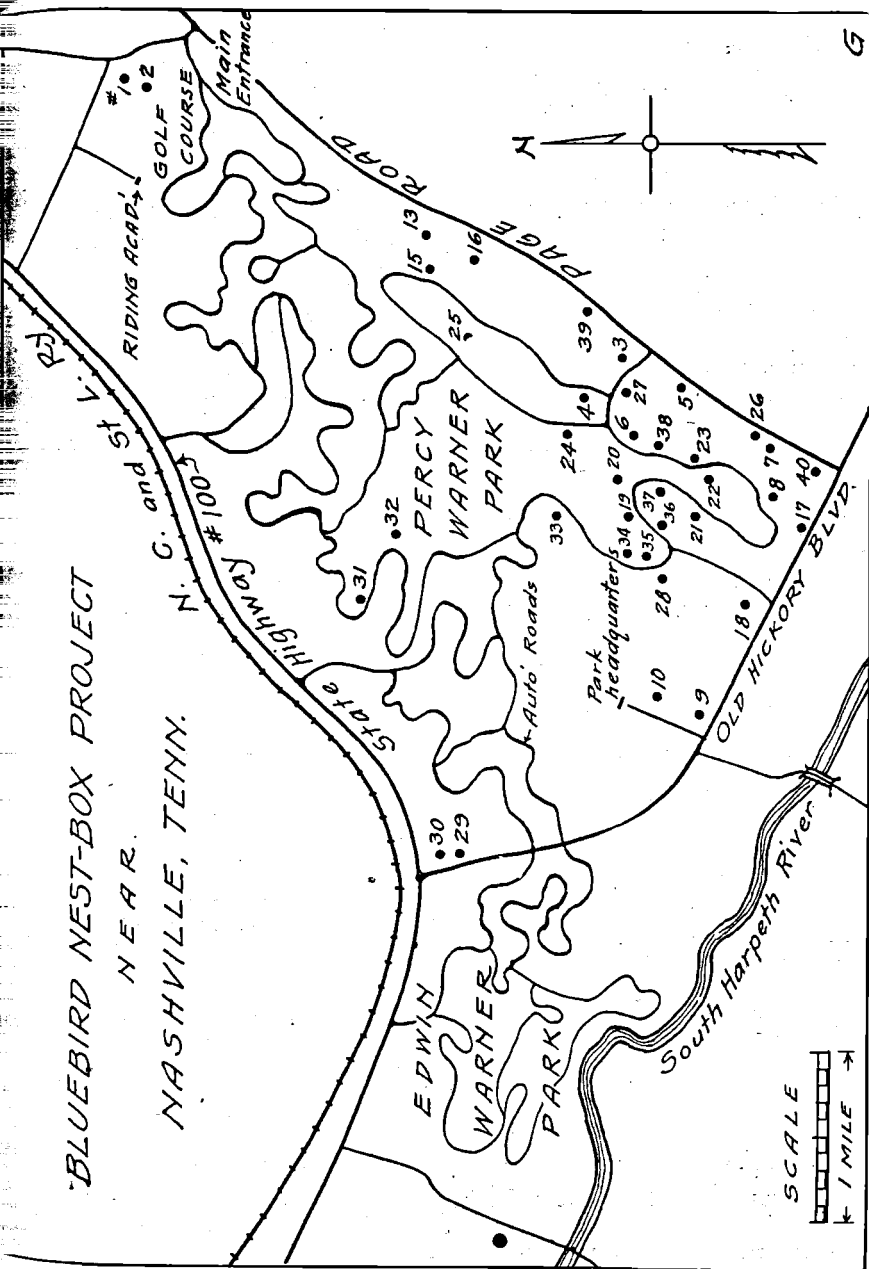 BLUEBIRD NEST-BOX PROJECT
NEAR.
NASHVILLE, TENN.
N. C. and St L. Ry
State Highway #100
RIDING ACAD.
#1
2
GOLF
COURSE
Main
Entrance
PAGE ROAD
N
13
15
16
25
39
3
4
27
6
5
38
24
20
23
26
7
8
40
22
37
19
36
21
17
33
34
35
28
18
32
31
PERCY
WARNER
PARK
Auto' Roads
Park
headquarters
10
9
OLD HICKORY BLVD.
30
29
EDWIN
WARNER
PARK
South Harpeth River
SCALE
1 MILE
G